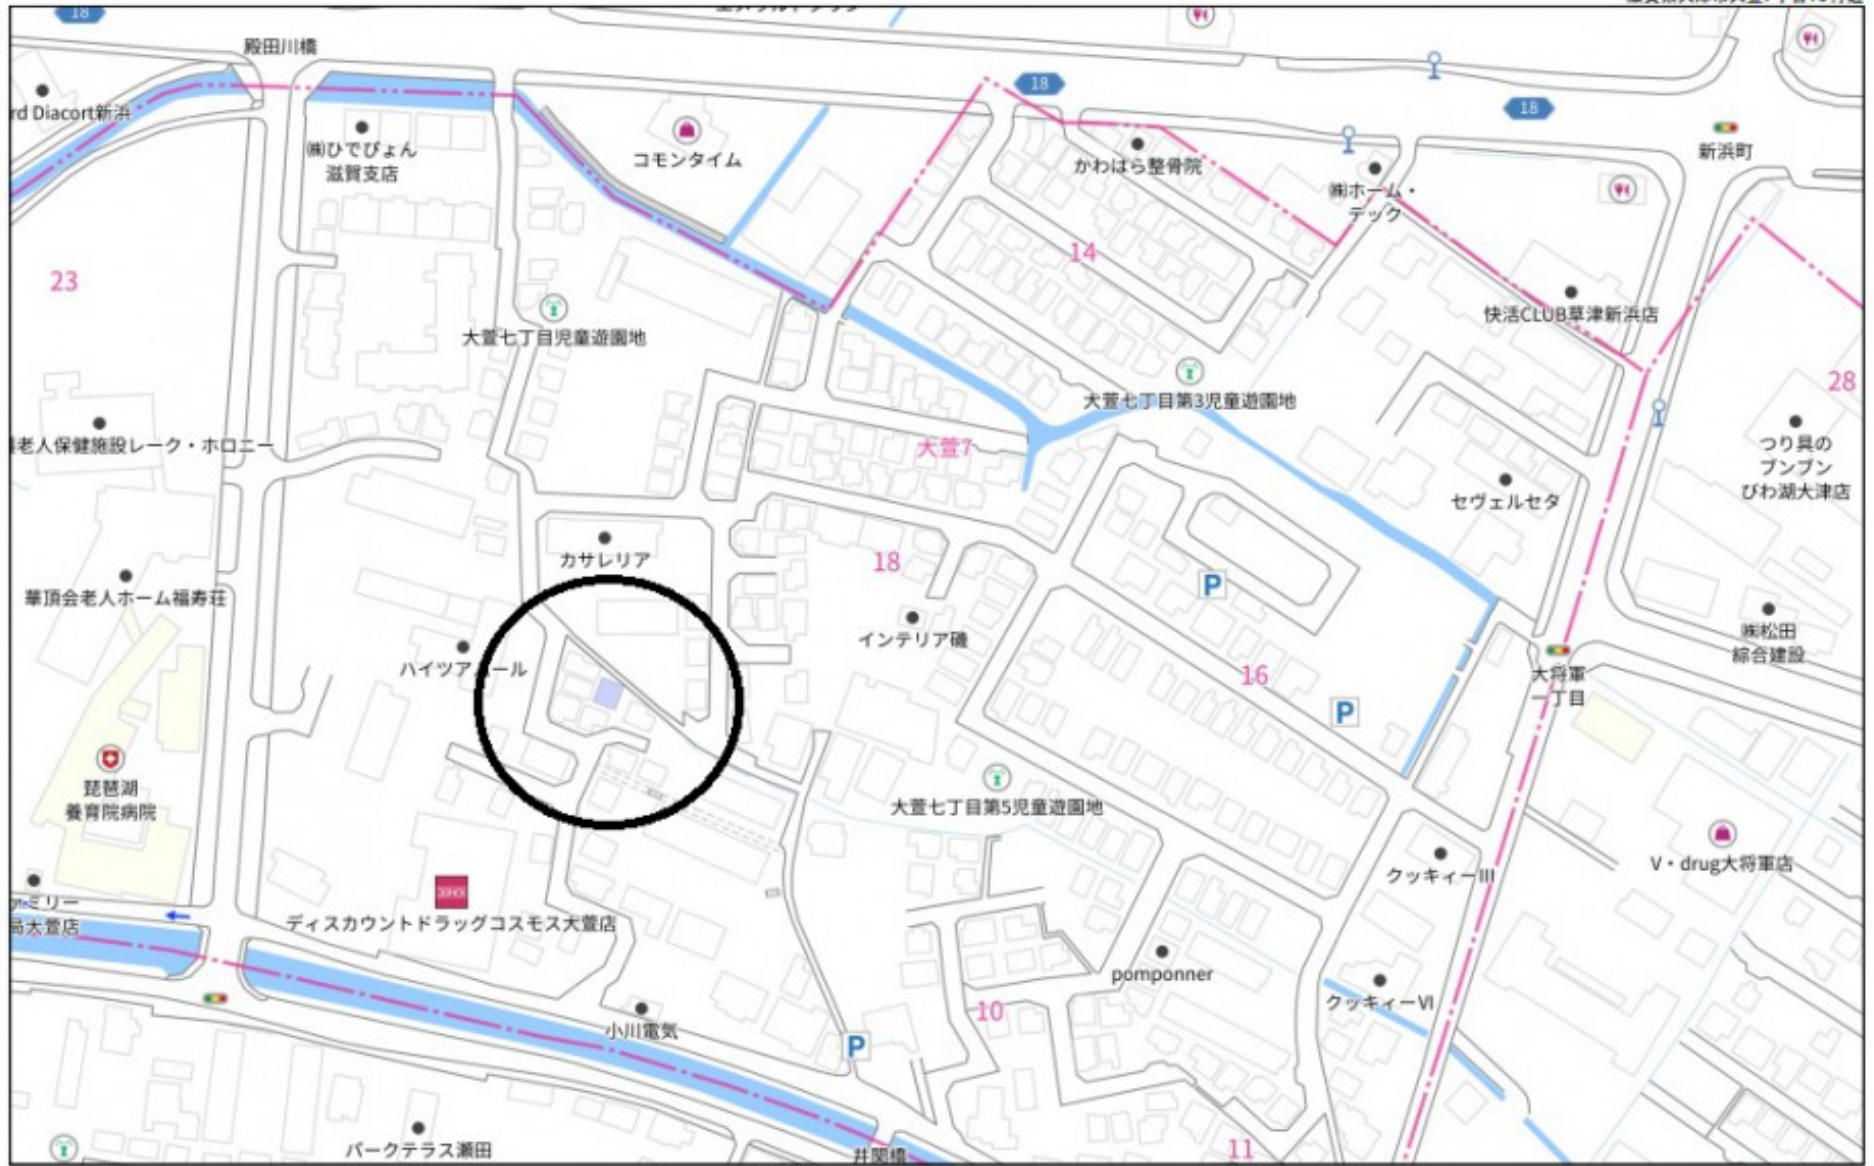 18
殿田川橋
18
18
rd Diacort新浜
㈱ひでぴょん
滋賀支店
コモンタイム
かわはら整骨院
新浜町
㈱ホーム・
テック
14
23
大萱七丁目児童遊園地
快活CLUB草津新浜店
大萱七丁目第3児童遊園地
28
老人保健施設レーク・ホロニー
大萱7
つり具の
ブンブン
びわ湖大津店
セヴェルセタ
カサレリア
18
P
華頂会老人ホーム福寿荘
インテリア磯
㈱松田
綜合建設
ハイツア
ール
16
大将軍
一丁目
P
琵琶湖
養育院病院
大萱七丁目第5児童遊園地
V・drug大将軍店
クッキィーIII
ミリー
局大萱店
ディスカウントドラッグコスモス大萱店
pomponner
クッキィーVI
10
小川電気
P
パークテラス瀬田
井関橋
11